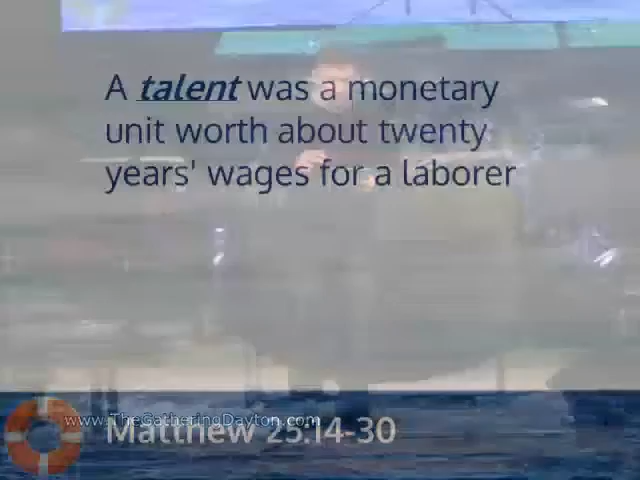 A talent was a monetary
unit worth about twenty
years' wages for a laborer
www.TheGatheringDayton.com
Matthew 25:14-30